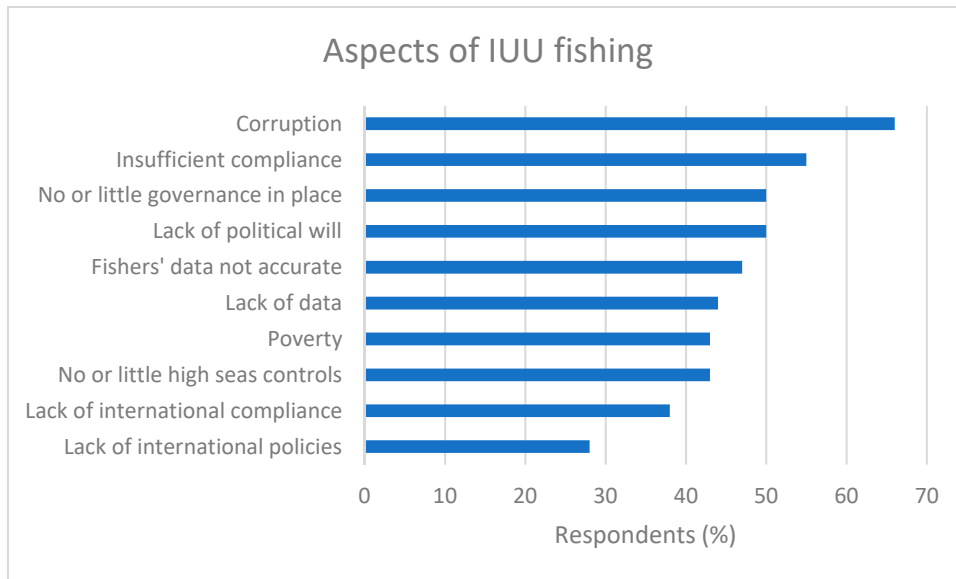 Aspects of IUU fishing
Corruption
Insufficient compliance
No or little governance in place
Lack of political will
Fishers' data not accurate
Lack of data
Poverty
No or little high seas controls
Lack of international compliance
Lack of international policies
0 10 20 30 40 50 60 70
Respondents (%)